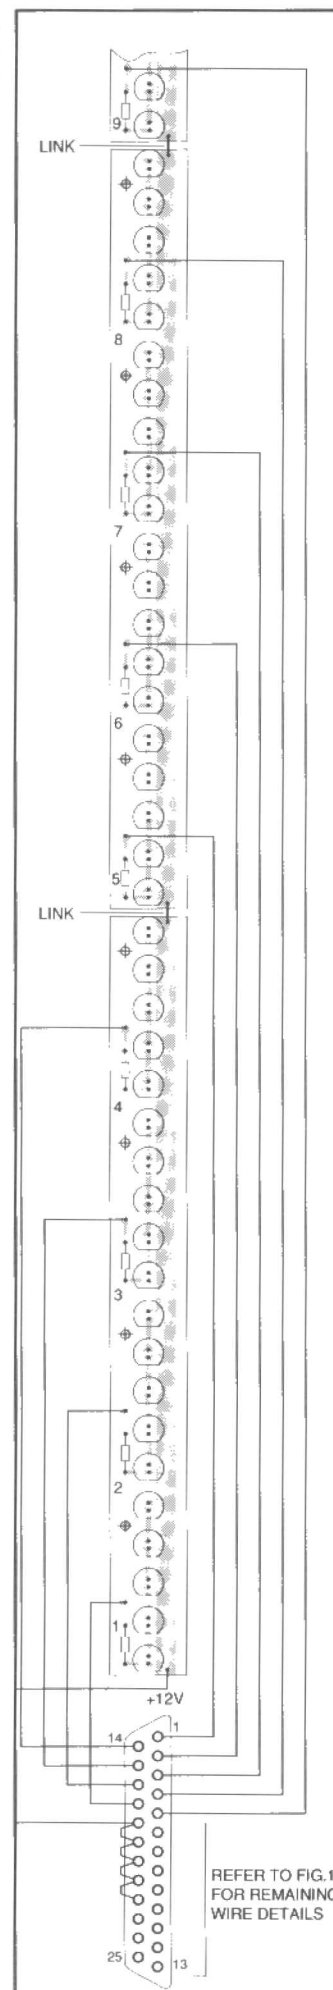 9
LINK
8
7
6
5
LINK
4
3
2
1
+12V
14
1
REFER TO FIG.1
FOR REMAINING
WIRE DETAILS
25
13